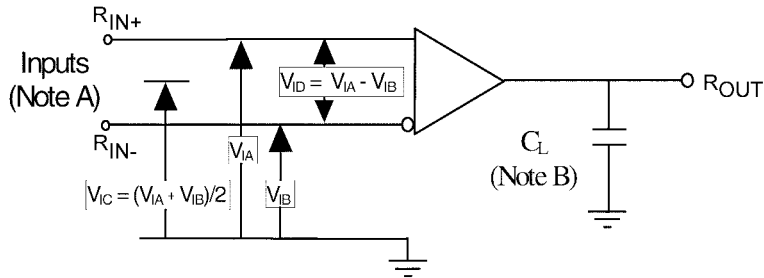 RIN+
Inputs
(Note A)
VID = VIA - VIB
ROUT
RIN-
VIA
CL
(Note B)
VIC = (VIA + VIB)/2
VIB